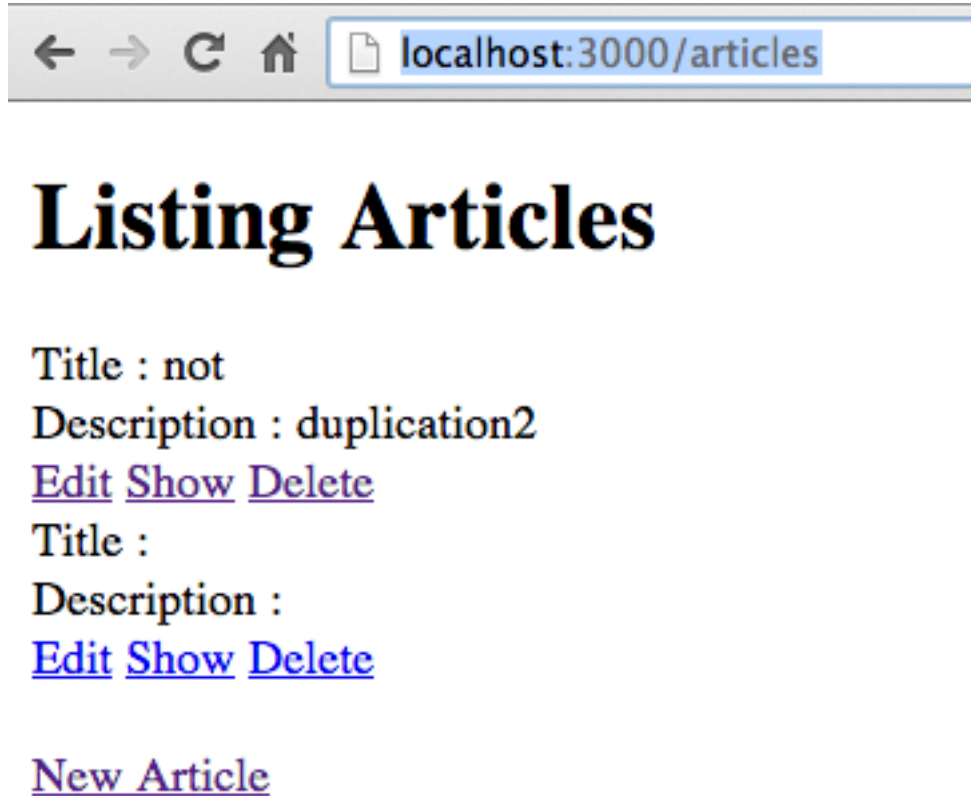 localhost:3000/articles
Listing Articles
Title : not
Description : duplication2
Edit Show Delete
Title :
Description :
Edit Show Delete
New Article